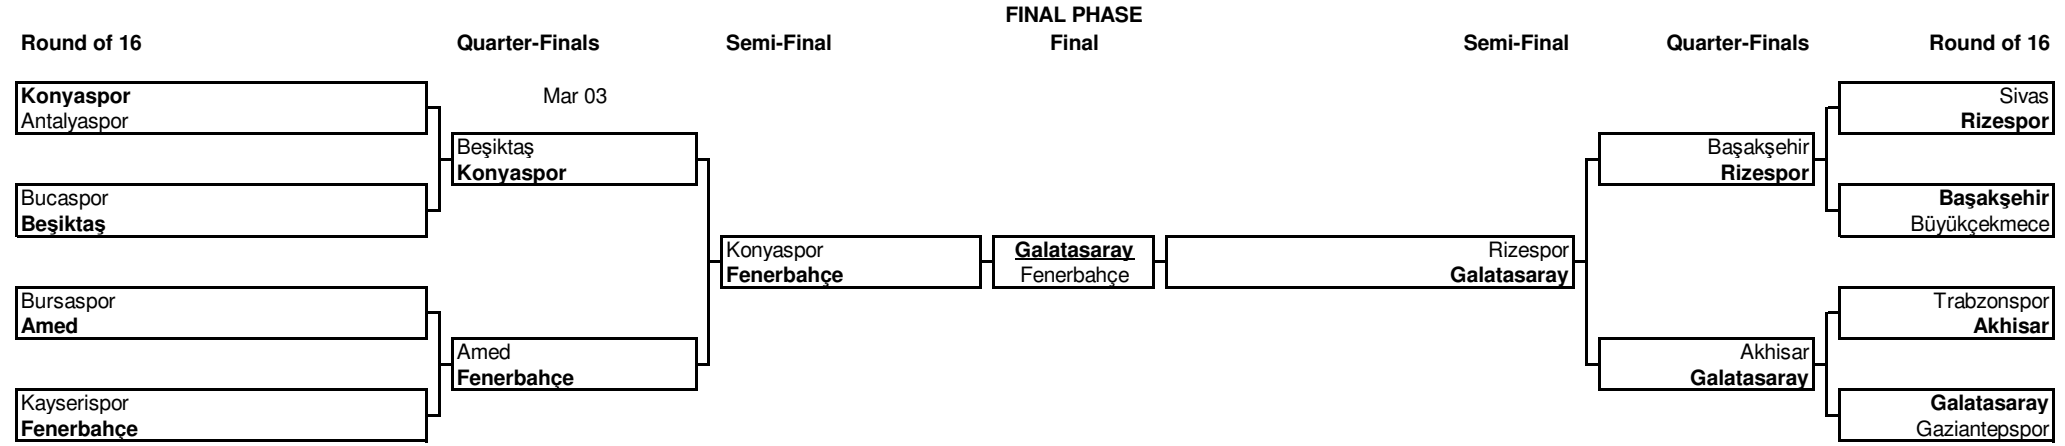 FINAL PHASE
Round of 16 Quarter-Finals Semi-Final Final Semi-Final Quarter-Finals Round of 16
Konyaspor Mar 03 Sivas
Antalyaspor Rizespor
Beşiktaş Başakşehir
Konyaspor Rizespor
Bucaspor Başakşehir
Beşiktaş Büyükçekmece
Konyaspor Galatasaray Rizespor
Fenerbahçe Fenerbahçe Galatasaray
Bursaspor Trabzonspor
Amed Akhisar
Amed Akhisar
Fenerbahçe Galatasaray
Kayserispor Galatasaray
Fenerbahçe Gaziantepspor